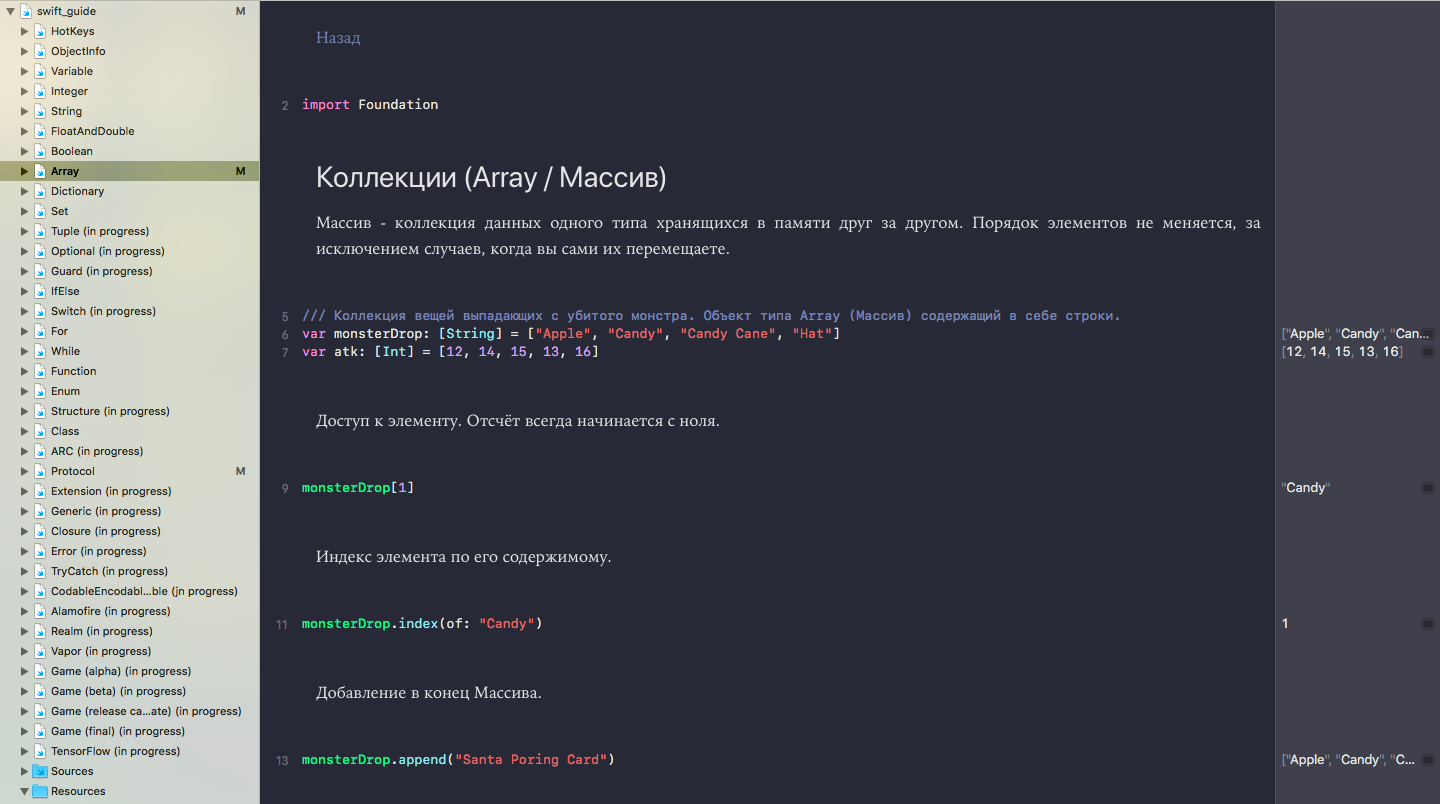 swift_guide M
HotKeys
ObjectInfo
Variable
Integer
String
FloatAndDouble
Boolean
Array M
Dictionary
Set
Tuple (in progress)
Optional (in progress)
Guard (in progress)
IfElse
Switch (in progress)
For
While
Function
Enum
Structure (in progress)
Class
ARC (in progress)
Protocol M
Extension (in progress)
Generic (in progress)
Closure (in progress)
Error (in progress)
TryCatch (in progress)
CodableEncodabl...ble (jn progress)
Alamofire (in progress)
Realm (in progress)
Vapor (in progress)
Game (alpha) (in progress)
Game (beta) (in progress)
Game (release ca...ate) (in progress)
Game (final) (in progress)
TensorFlow (in progress)
Sources
Resources
Назад
2 import Foundation
Коллекции (Array / Массив)
Массив - коллекция данных одного типа хранящихся в памяти друг за другом. Порядок элементов не меняется, за
исключением случаев, когда вы сами их перемещаете.
5 /// Коллекция вещей выпадающих с убитого монстра. Объект типа Array (Массив) содержащий в себе строки.
6 var monsterDrop: [String] = ["Apple", "Candy", "Candy Cane", "Hat"]
7 var atk: [Int] = [12, 14, 15, 13, 16]
Доступ к элементу. Отсчёт всегда начинается с ноля.
9 monsterDrop[1]
Индекс элемента по его содержимому.
11 monsterDrop.index(of: "Candy")
Добавление в конец Массива.
13 monsterDrop.append("Santa Poring Card")
["Apple", "Candy", "Can...
[12, 14, 15, 13, 16]
"Candy"
1
["Apple", "Candy", "C...